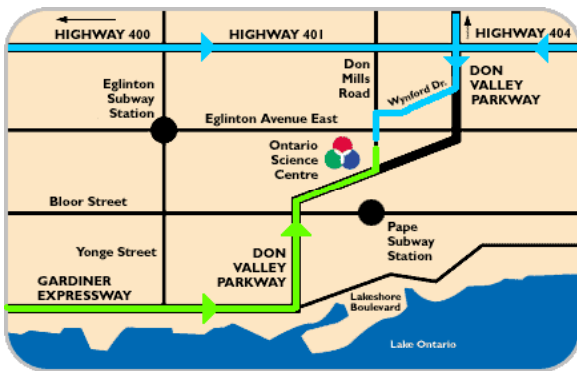 HIGHWAY 400
HIGHWAY 401
HIGHWAY 404
Don
Mills
Road
Wynford Dr.
DON
VALLEY
PARKWAY
Eglinton
Subway
Station
Eglinton Avenue East
Ontario
Science
Centre
Bloor Street
Pape
Subway
Station
Yonge Street
DON
VALLEY
PARKWAY
GARDINER
EXPRESSWAY
Lakeshore
Boulevard
Lake Ontario